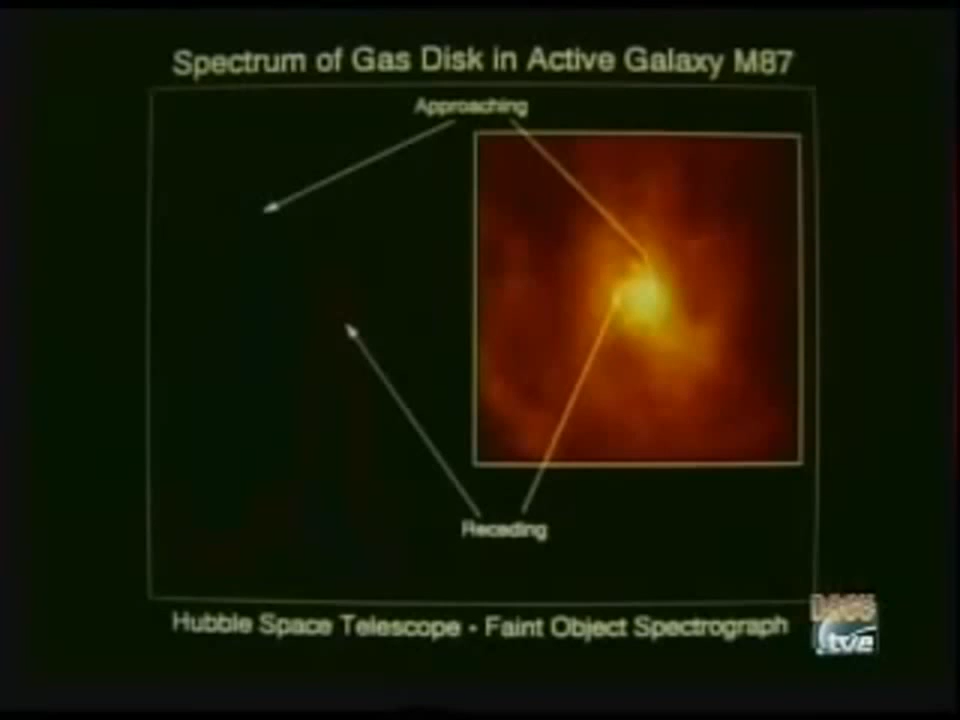 Spectrum of Gas Disk in Active Galaxy M87
Approaching
Receding
Hubble Space Telescope - Faint Object Spectrograph
tve